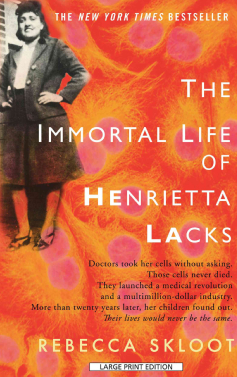 THE NEW YORK TIMES BESTSELLER
THE
IMMORTAL LIFE
OF
HENRIETTA
LACKS
Doctors took her cells without asking.
Those cells never died.
They launched a medical revolution
and a multimillion-dollar industry.
More than twenty years later, her children found out.
Their lives would never be the same.
REBECCA SKLOOT
LARGE PRINT EDITION